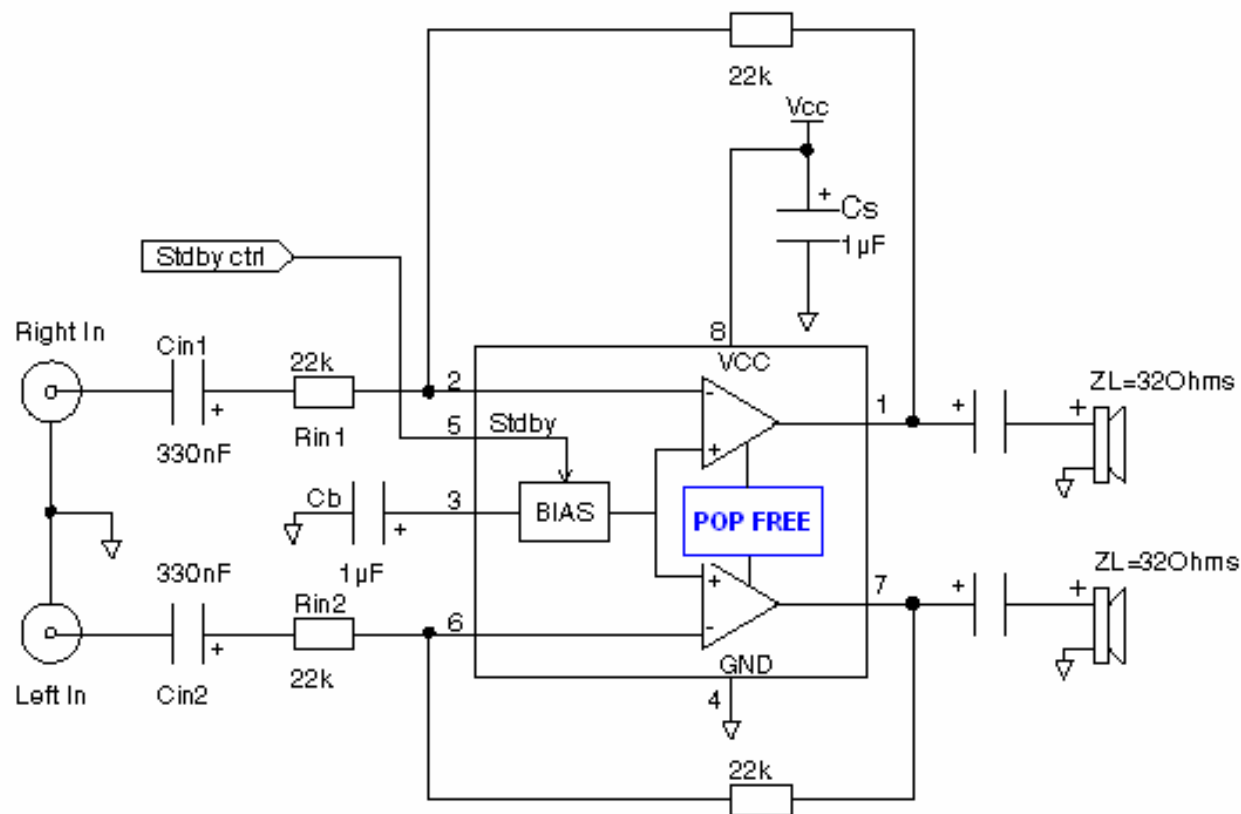 22k
Vcc
+
Cs
1µF
Stdby ctrl
Right In
Cin1
22k
8
VCC
ZL=32Ohms
2
-
1
+
+
+
330nF
Rin1
5
Stdby
+
Cb
3
BIAS
POP FREE
+
1µF
330nF
Rin2
ZL=32Ohms
+
7
+
+
6
-
+
Left In
Cin2
22k
GND
4
22k